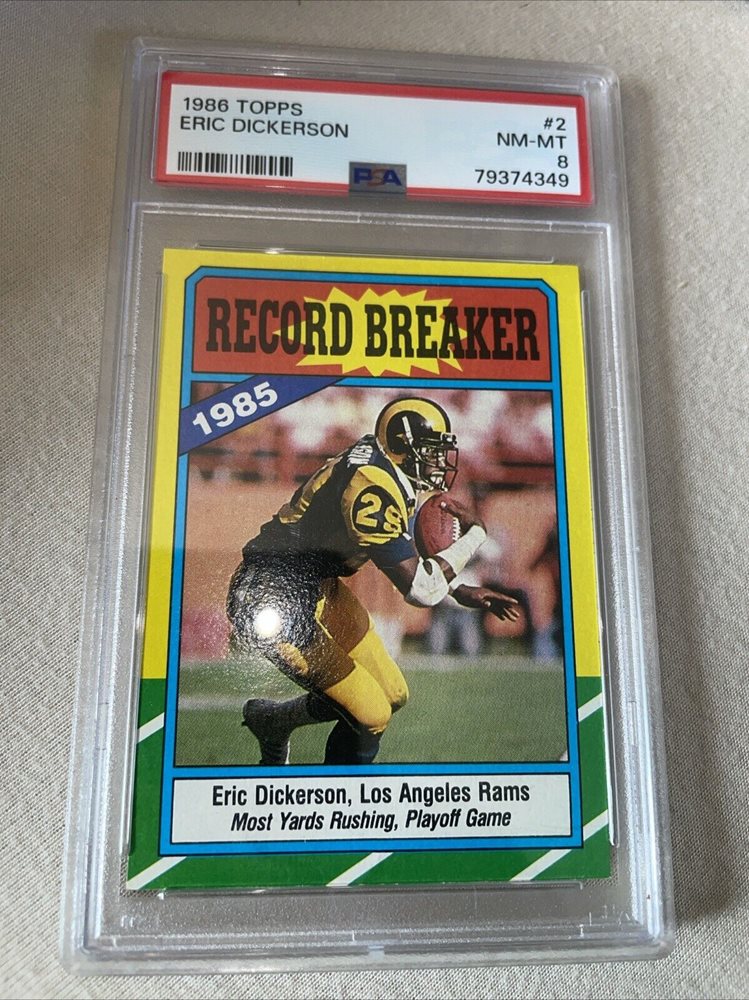 1986 TOPPS
#2
ERIC DICKERSON
NM-MT
8
PSA
79374349
RECORD BREAKER
1985
29
Eric Dickerson, Los Angeles Rams
Most Yards Rushing, Playoff Game